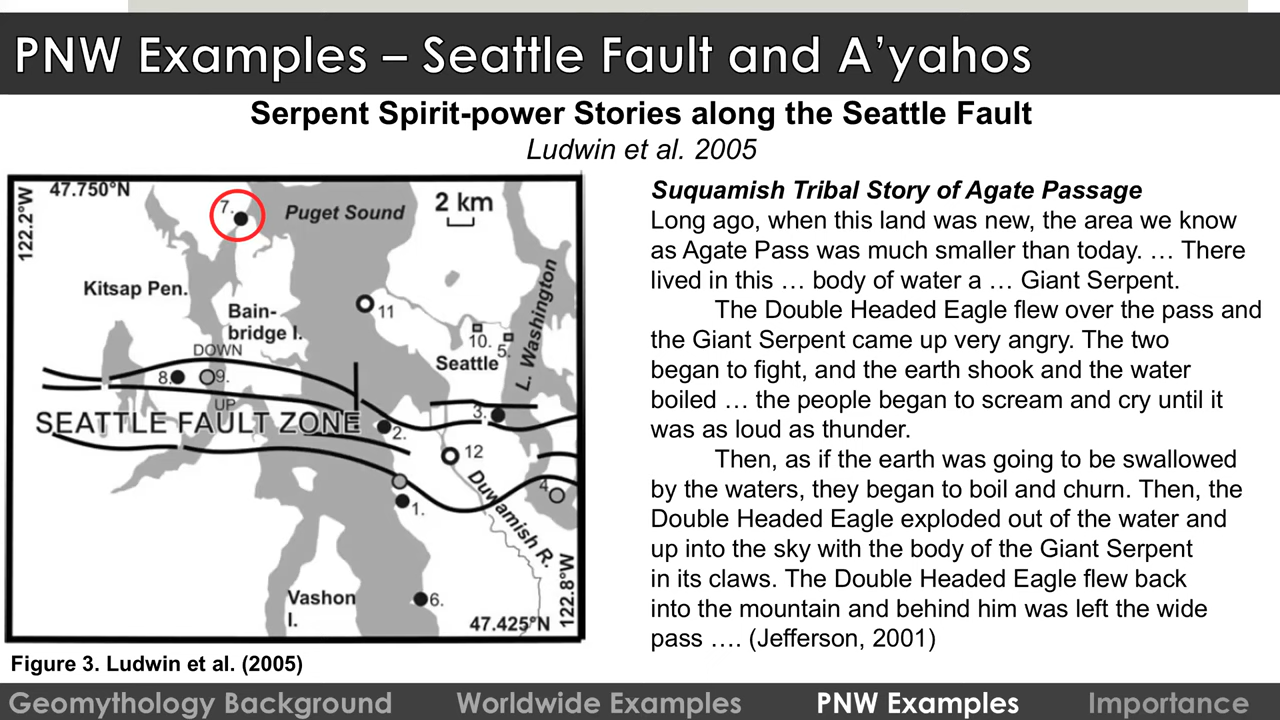 PNW Examples – Seattle Fault and A’yahos
Serpent Spirit-power Stories along the Seattle Fault
Ludwin et al. 2005
47.750°N
122.2°W
7.
Puget Sound
2 km
Kitsap Pen.
Bain-
bridge I.
11
L. Washington
10.
5.
Seattle
DOWN
8.
9.
UP
SEATTLE FAULT ZONE
3.
2.
12
4
1.
Duwamish R.
Vashon
I.
6.
122.8°W
47.425°N
Figure 3. Ludwin et al. (2005)
Suquamish Tribal Story of Agate Passage
Long ago, when this land was new, the area we know
as Agate Pass was much smaller than today. … There
lived in this … body of water a … Giant Serpent.
The Double Headed Eagle flew over the pass and
the Giant Serpent came up very angry. The two
began to fight, and the earth shook and the water
boiled … the people began to scream and cry until it
was as loud as thunder.
Then, as if the earth was going to be swallowed
by the waters, they began to boil and churn. Then, the
Double Headed Eagle exploded out of the water and
up into the sky with the body of the Giant Serpent
in its claws. The Double Headed Eagle flew back
into the mountain and behind him was left the wide
pass …. (Jefferson, 2001)
Geomythology Background
Worldwide Examples
PNW Examples
Importance